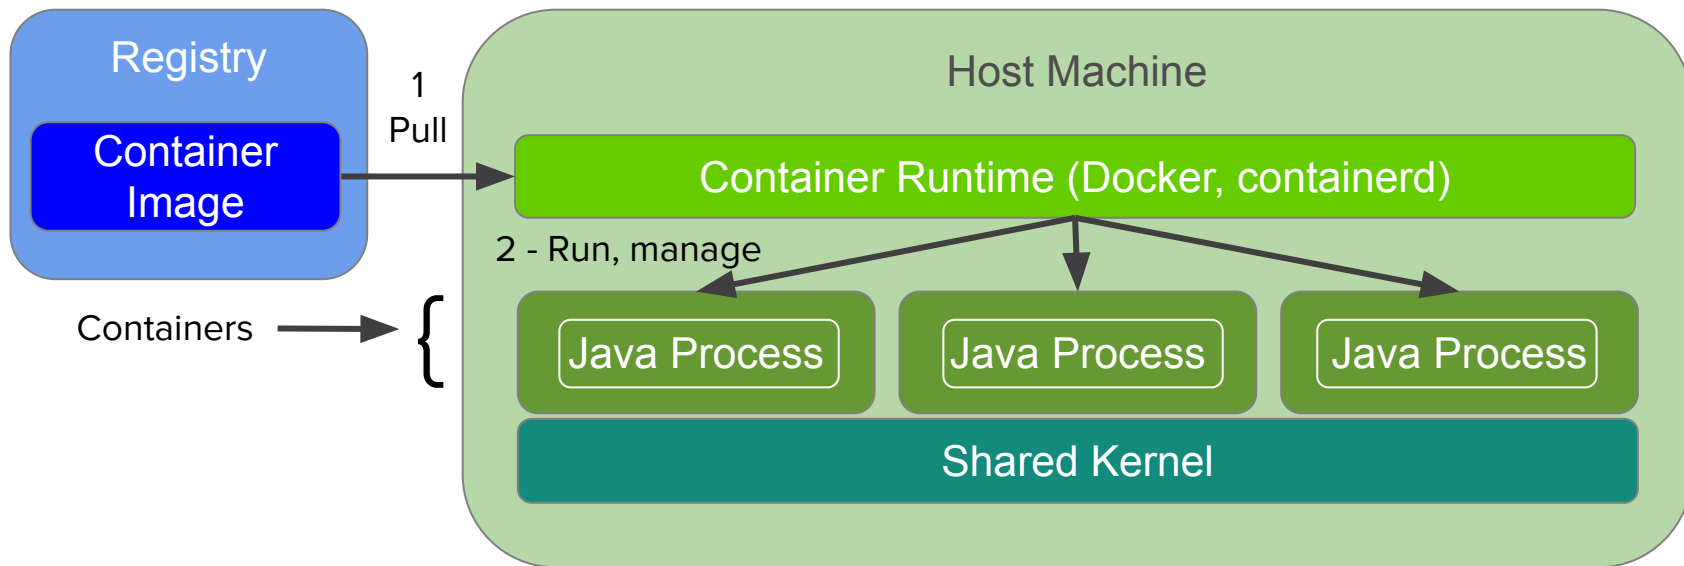 Registry
Container
Image
1
Pull
Host Machine
Container Runtime (Docker, containerd)
2 - Run, manage
Containers
{
Java Process
Java Process
Java Process
Shared Kernel